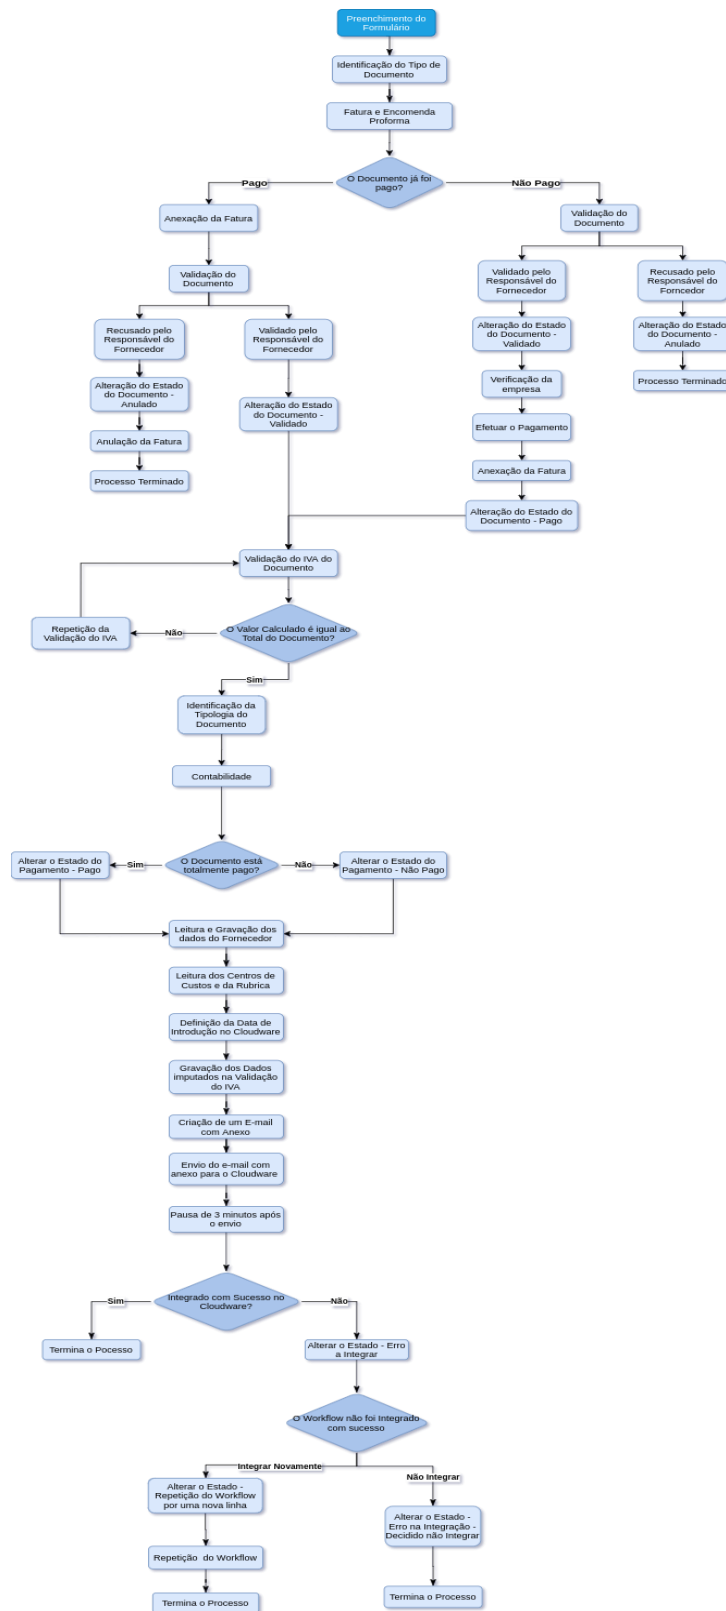 Preenchimento do
Formulário
Identificação do Tipo de
Documento
Fatura e Encomenda
Proforma
O Documento já foi
pago?
Pago
Não Pago
Anexação da Fatura
Validação do
Documento
Validação do
Documento
Validado pelo
Responsável do
Fornecedor
Recusado pelo
Responsável do
Forncedor
Recusado pelo
Responsável do
Fornecedor
Validado pelo
Responsável do
Fornecedor
Alteração do Estado
do Documento -
Validado
Alteração do Estado
do Documento -
Anulado
Verificação da
empresa
Processo Terminado
Alteração do Estado
do Documento -
Anulado
Alteração do Estado
do Documento -
Validado
Efetuar o Pagamento
Anulação da Fatura
Anexação da Fatura
Processo Terminado
Alteração do Estado do
Documento - Pago
Validação do IVA do
Documento
O Valor Calculado é igual ao
Total do Documento?
Não
Repetição da
Validação do IVA
Sim
Identificação da
Tipologia do
Documento
Contabilidade
O Documento está
totalmente pago?
Sim
Não
Alterar o Estado do
Pagamento - Pago
Alterar o Estado do
Pagamento - Não Pago
Leitura e Gravação dos
dados do Fornecedor
Leitura dos Centros de
Custos e da Rubrica
Definição da Data de
Introdução no Cloudware
Gravação dos Dados
imputados na Validação
do IVA
Criação de um E-mail
com Anexo
Envio do e-mail com
anexo para o Cloudware
Pausa de 3 minutos após
o envio
Integrado com Sucesso no
Cloudware?
Sim
Não
Termina o Pocesso
Alterar o Estado - Erro
a Integrar
O Workflow não foi Integrado
com sucesso
Integrar Novamente
Não Integrar
Alterar o Estado -
Repetição do Workflow
por uma nova linha
Alterar o Estado -
Erro na Integração -
Decidido não Integrar
Repetição  do Workflow
Termina o Processo
Termina o Processo